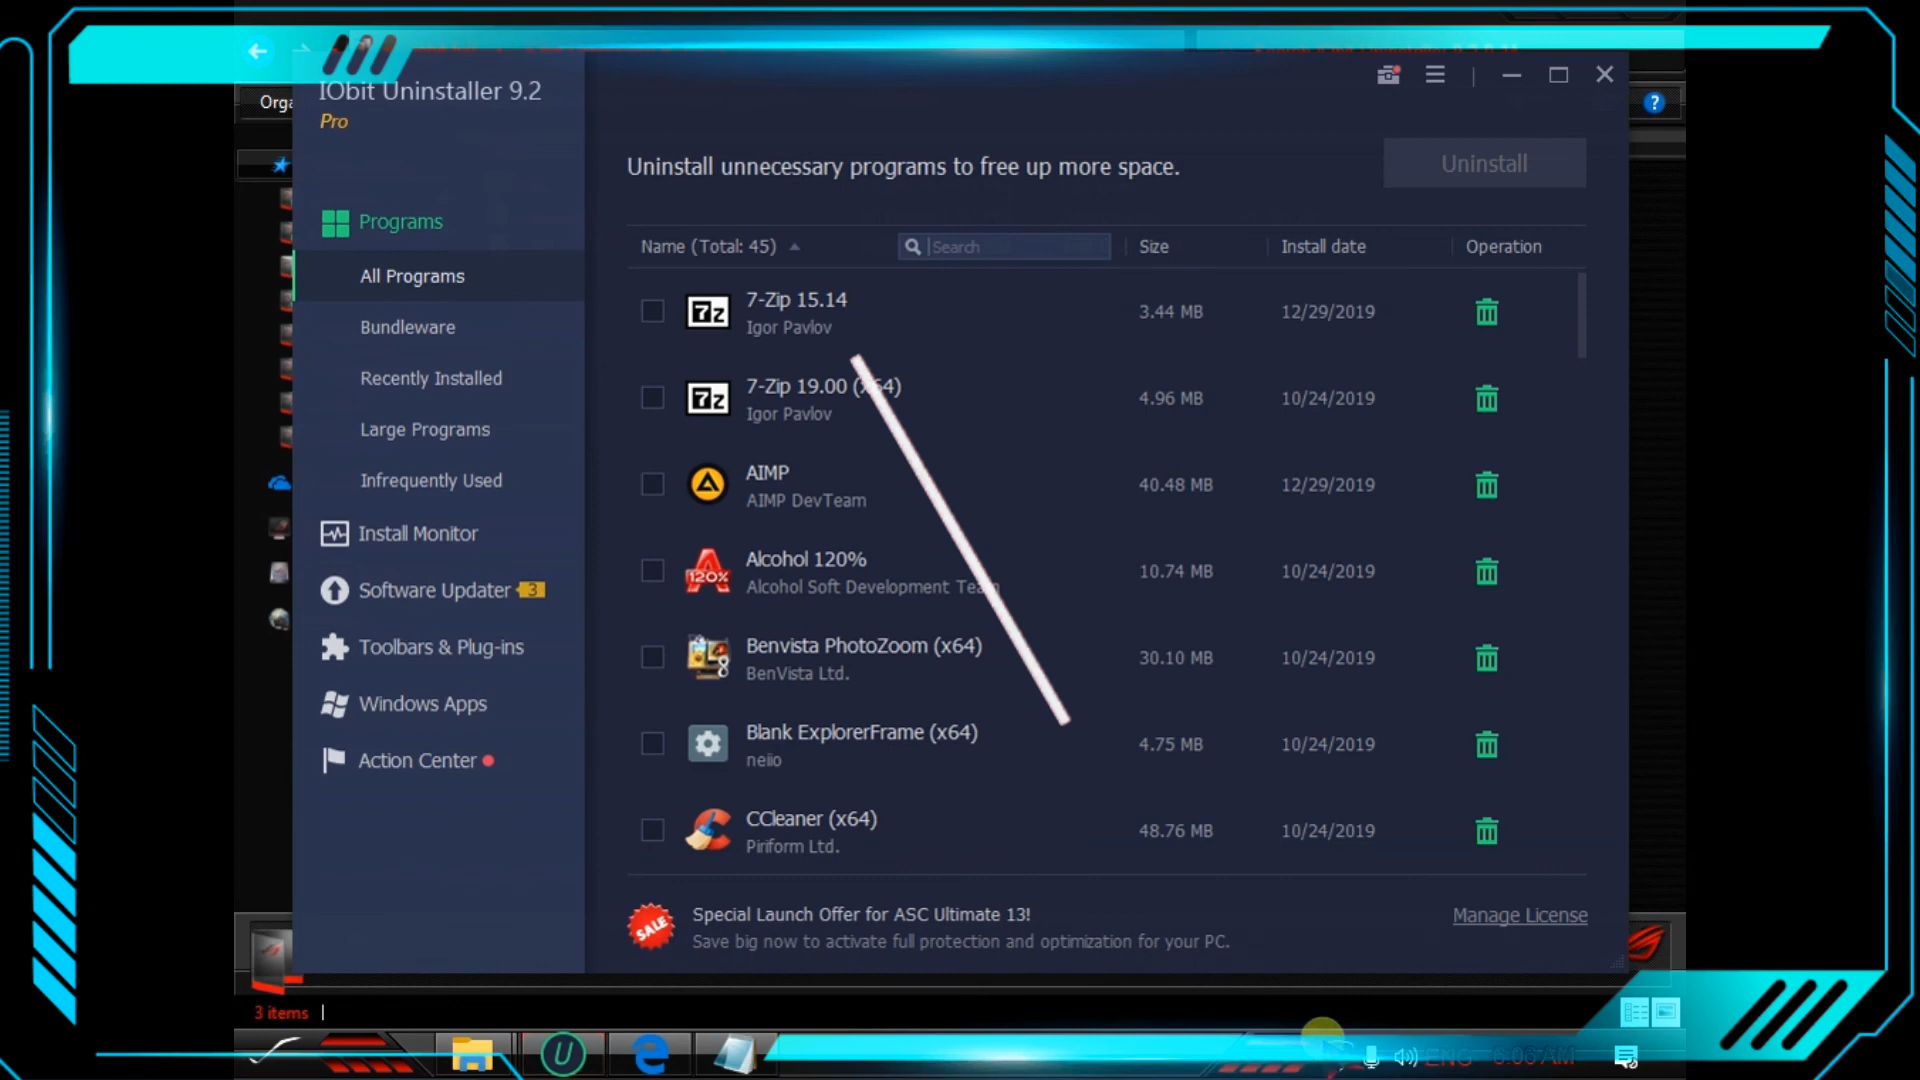 IObit Uninstaller 9.2
Pro
Orga
Uninstall unnecessary programs to free up more space.
Uninstall
Programs
All Programs
Bundleware
Recently Installed
Large Programs
Infrequently Used
Install Monitor
Software Updater 3
Toolbars & Plug-ins
Windows Apps
Action Center
Name (Total: 45) Search Size Install date Operation
7-Zip 15.14
Igor Pavlov
3.44 MB 12/29/2019
7-Zip 19.00 (x64)
Igor Pavlov
4.96 MB 10/24/2019
AIMP
AIMP DevTeam
40.48 MB 12/29/2019
Alcohol 120%
Alcohol Soft Development Team
10.74 MB 10/24/2019
Benvista PhotoZoom (x64)
BenVista Ltd.
30.10 MB 10/24/2019
Blank ExplorerFrame (x64)
neiio
4.75 MB 10/24/2019
CCleaner (x64)
Piriform Ltd.
48.76 MB 10/24/2019
SALE
Special Launch Offer for ASC Ultimate 13!
Save big now to activate full protection and optimization for your PC.
Manage License
3 items
ENG 6:06 AM